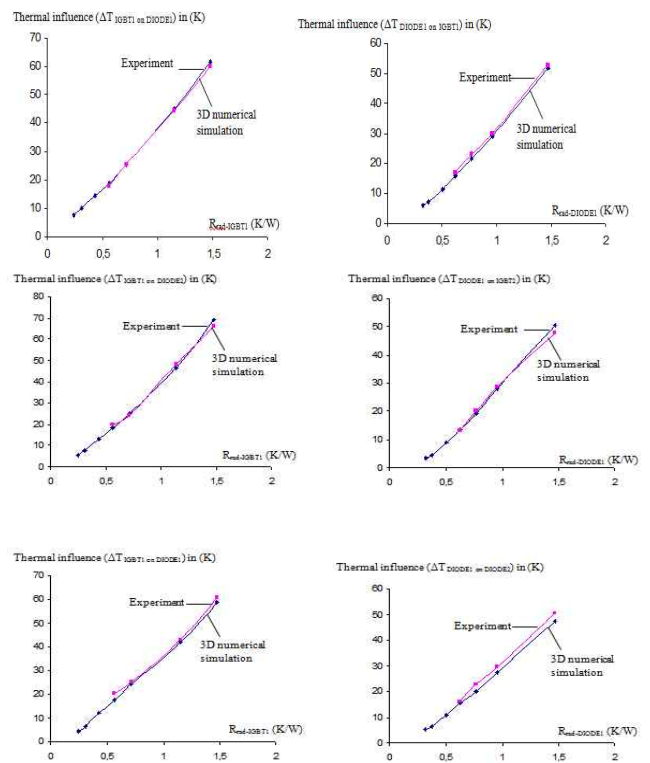 Thermal influence (ΔT IGBT1 on DIODE1) in (K)
70
60
50
40
30
20
10
0
0
0,5
1
1,5
2
Experiment
3D numerical
simulation
Rrad-IGBT1 (K/W)
Thermal influence (ΔT DIODE1 on IGBT1) in (K)
60
50
40
30
20
10
0
0
0,5
1
1,5
2
Experiment
3D numerical
simulation
Rrad-DIODE1 (K/W)
Thermal influence (ΔT IGBT1 on DIODE2) in (K)
80
70
60
50
40
30
20
10
0
0
0,5
1
1,5
2
Experiment
3D numerical
simulation
Rrad-IGBT1 (K/W)
Thermal influence (ΔT DIODE1 on IGBT2) in (K)
60
50
40
30
20
10
0
0
0,5
1
1,5
2
Experiment
3D numerical
simulation
Rrad-DIODE1 (K/W)
Thermal influence (ΔT IGBT1 on DIODE1) in (K)
70
60
50
40
30
20
10
0
0
0,5
1
1,5
2
Experiment
3D numerical
simulation
Rrad-IGBT1 (K/W)
Thermal influence (ΔT DIODE1 on DIODE2) in (K)
60
50
40
30
20
10
0
0
0,5
1
1,5
2
Experiment
3D numerical
simulation
Rrad-DIODE1 (K/W)